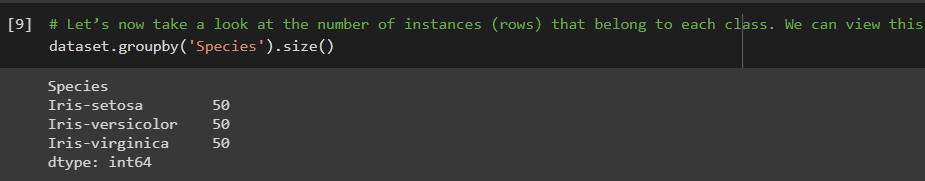 [9] # Let’s now take a look at the number of instances (rows) that belong to each class. We can view this
dataset.groupby('Species').size()
Species
Iris-setosa 50
Iris-versicolor 50
Iris-virginica 50
dtype: int64